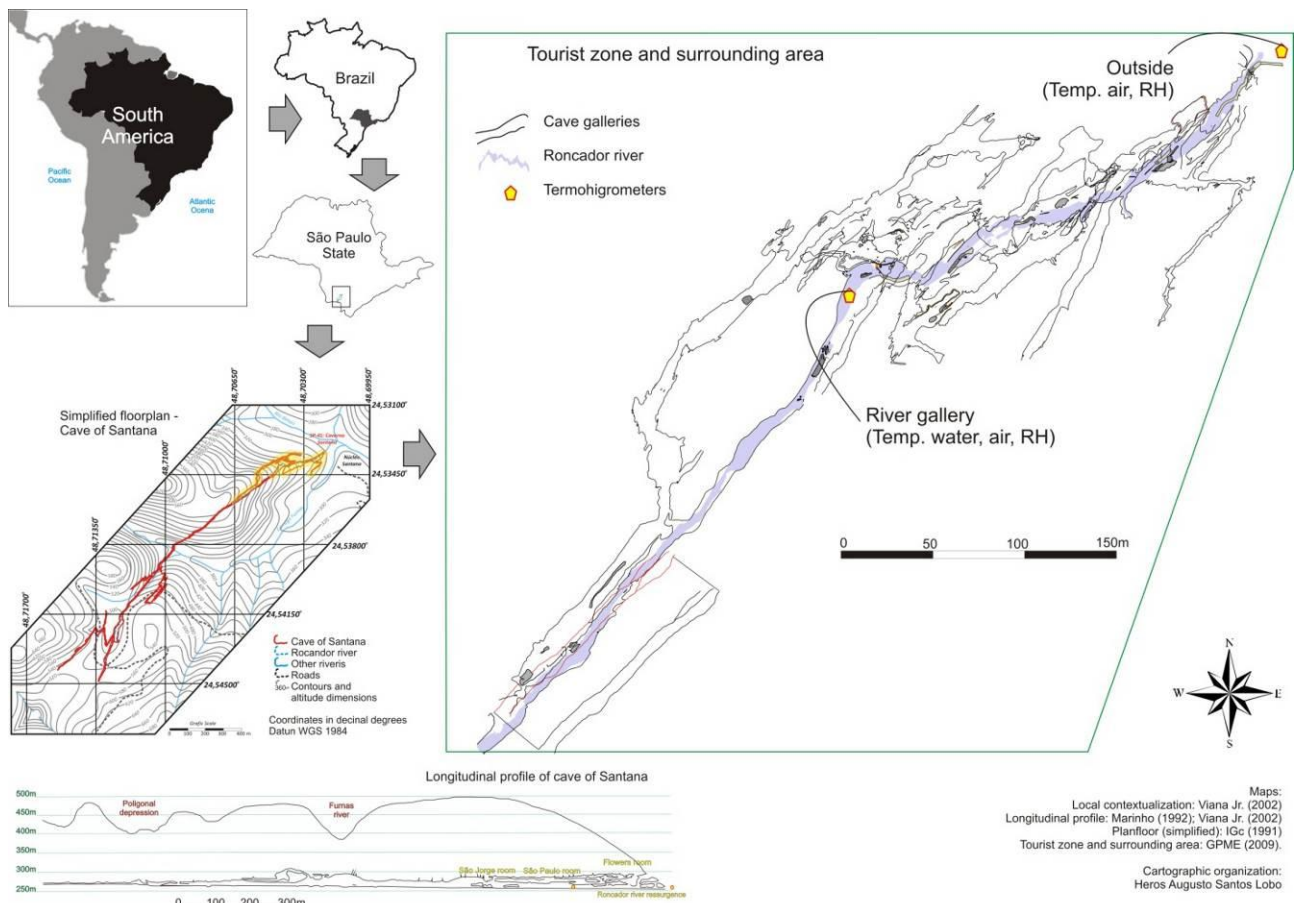 South
America
Pacific
Ocean
Atlantic
Ocena
Brazil
São Paulo
State
Tourist zone and surrounding area
Cave galleries
Roncador river
Termohigrometers
Outside
(Temp. air, RH)
River gallery
(Temp. water, air, RH)
0 50 100 150m
N
W E
S
Simplified floorplan -
Cave of Santana
48,70650'
48,70300'
48,69950'
48,71000'
48,71350'
48,71700'
24,53100'
24,53450'
24,53800'
24,54150'
24,54500'
Núcleo
Santana
Cave of Santana
Rocandor river
Other riveris
Roads
360- Contours and
altitude dimensions
Coordinates in decinal degrees
Datun WGS 1984
Longitudinal profile of cave of Santana
500m
450m
400m
350m
300m
250m
Poligonal
depression
Furnas
river
São Jorge room
São Paulo room
Flowers room
Roncador river ressurgence
0 100 200 300m
Maps:
Local contextualization: Viana Jr. (2002)
Longitudinal profile: Marinho (1992); Viana Jr. (2002)
Planfloor (simplified): IGc (1991)
Tourist zone and surrounding area: GPME (2009).
Cartographic organization:
Heros Augusto Santos Lobo